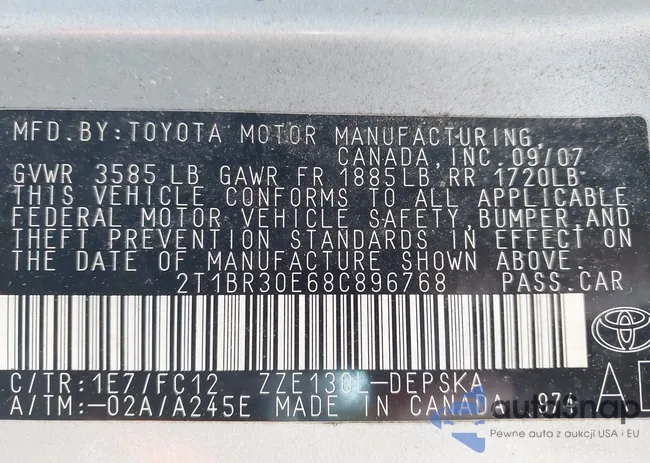 MFD.BY:TOYOTA MOTOR MANUFACTURING,
CANADA,INC.09/07
GVWR 3585 LB GAWR FR 1885LB,RR 1720LB
THIS VEHICLE CONFORMS TO ALL APPLICABLE
FEDERAL MOTOR VEHICLE SAFETY,BUMPER,AND
THEFT PREVENTION STANDARDS IN EFFECT ON
THE DATE OF MANUFACTURE SHOWN ABOVE.
2T1BR30E68C896768 PASS.CAR
C/TR:1E7/FC12 ZZE130L-DEPSKA
A/TM:-02A/A245E MADE IN CANADA 974
autosnap
Pewne auta z aukcji USA i EU